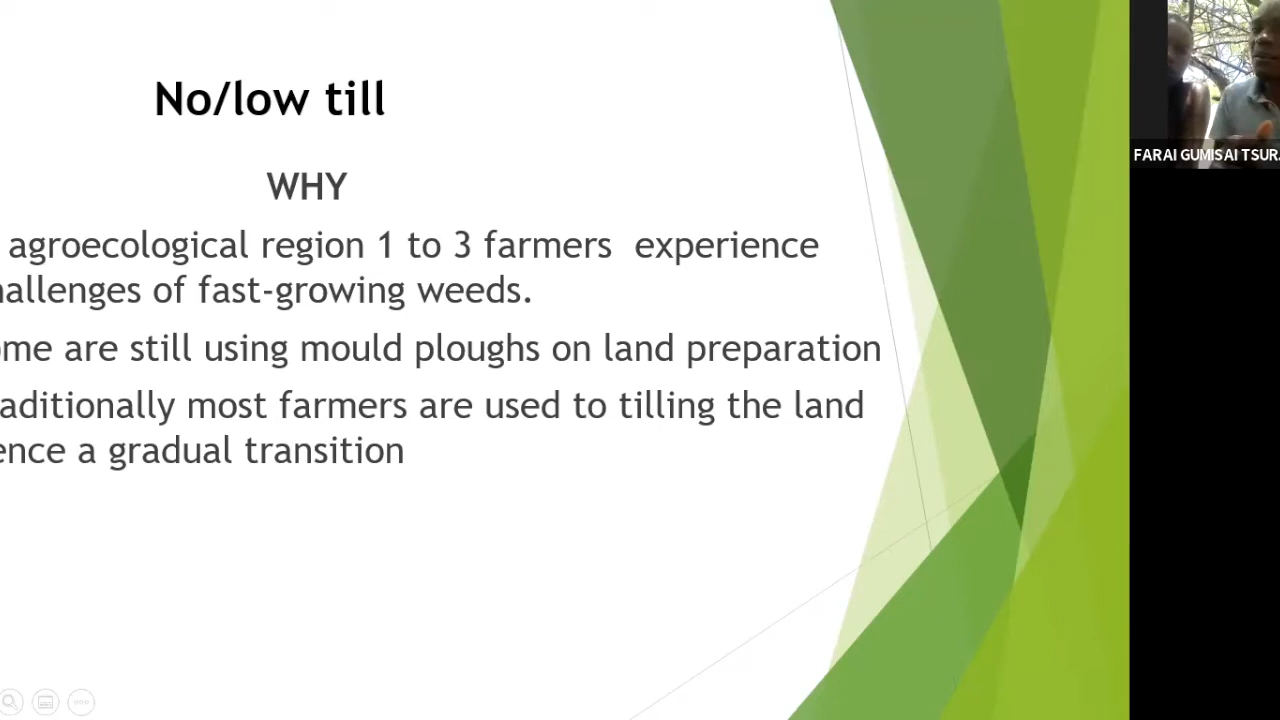 No/low till
WHY
agroecological region 1 to 3 farmers experience
hallenges of fast-growing weeds.
ome are still using mould ploughs on land preparation
aditionally most farmers are used to tilling the land
ence a gradual transition
FARAI GUMISAI TSUR